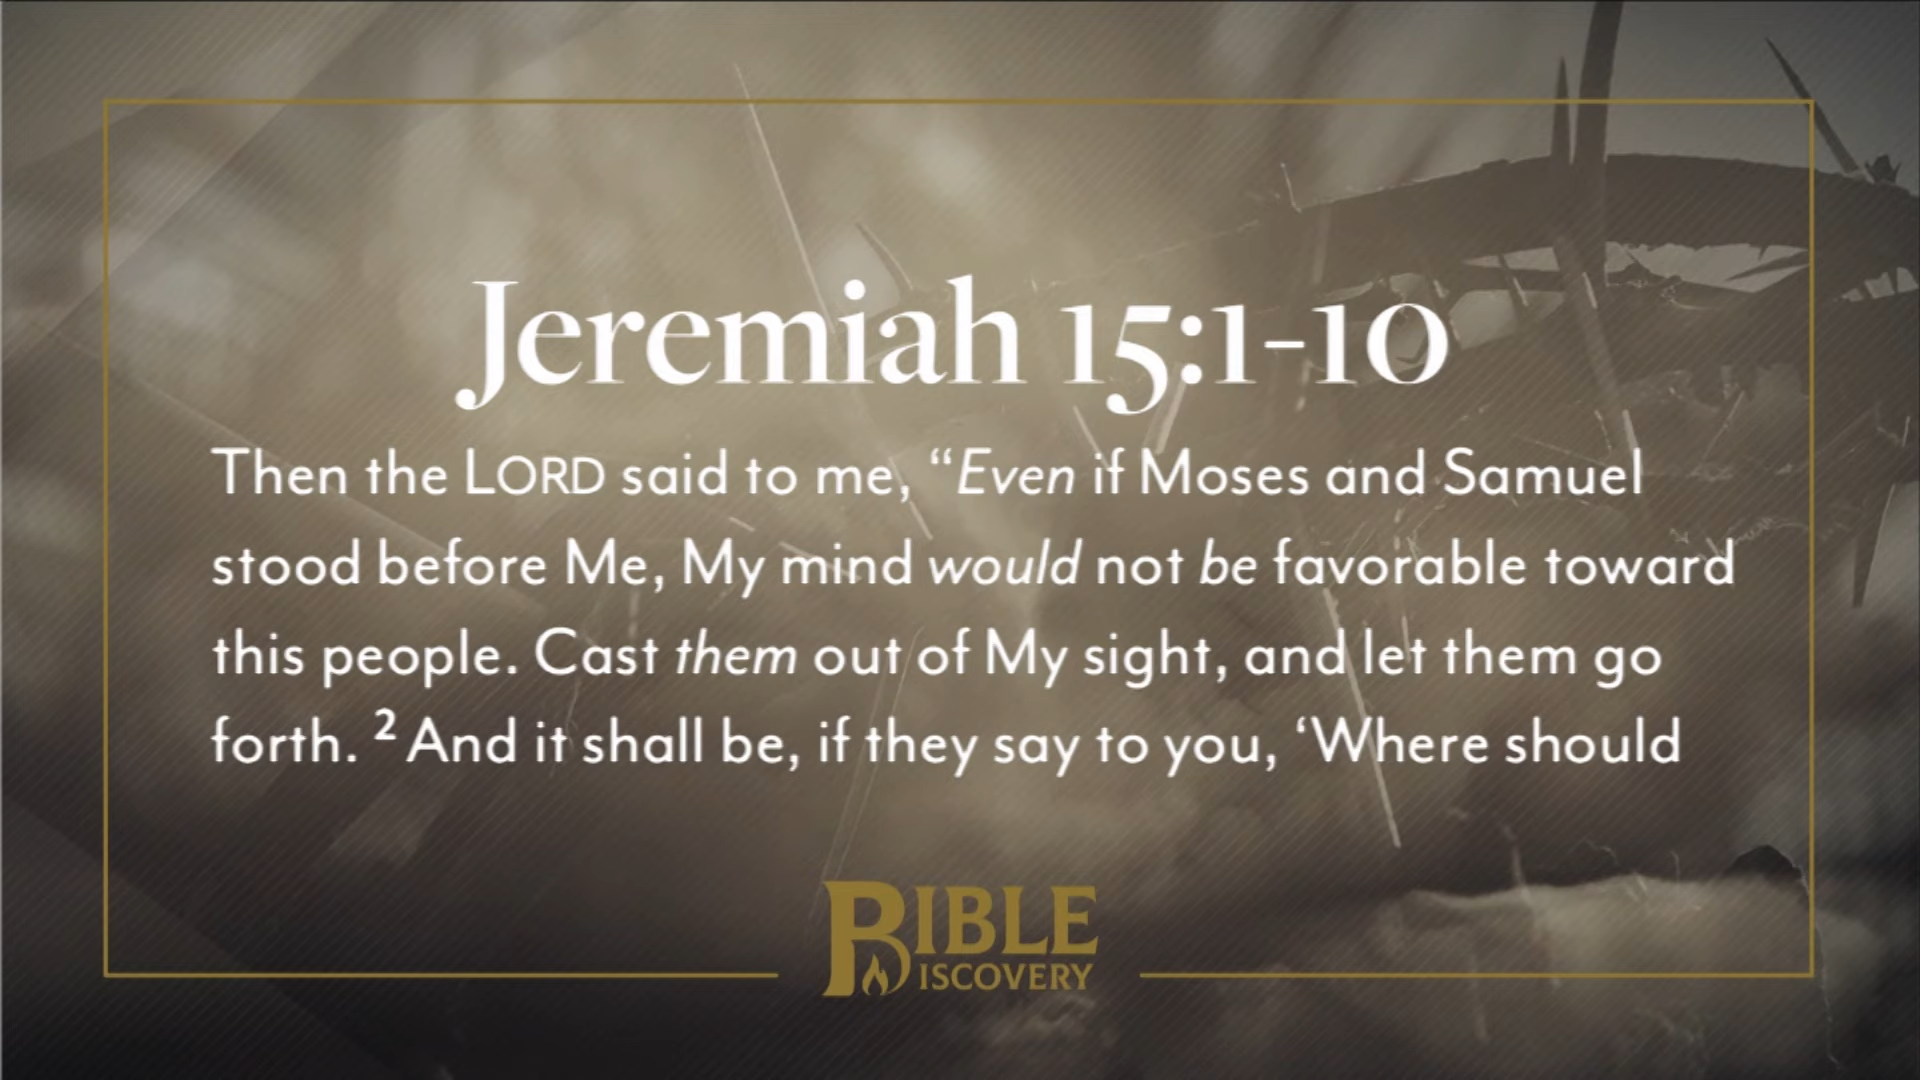 Jeremiah 15:1-10
Then the LORD said to me, “Even if Moses and Samuel
stood before Me, My mind would not be favorable toward
this people. Cast them out of My sight, and let them go
forth. ² And it shall be, if they say to you, ‘Where should
BIBLE
DISCOVERY